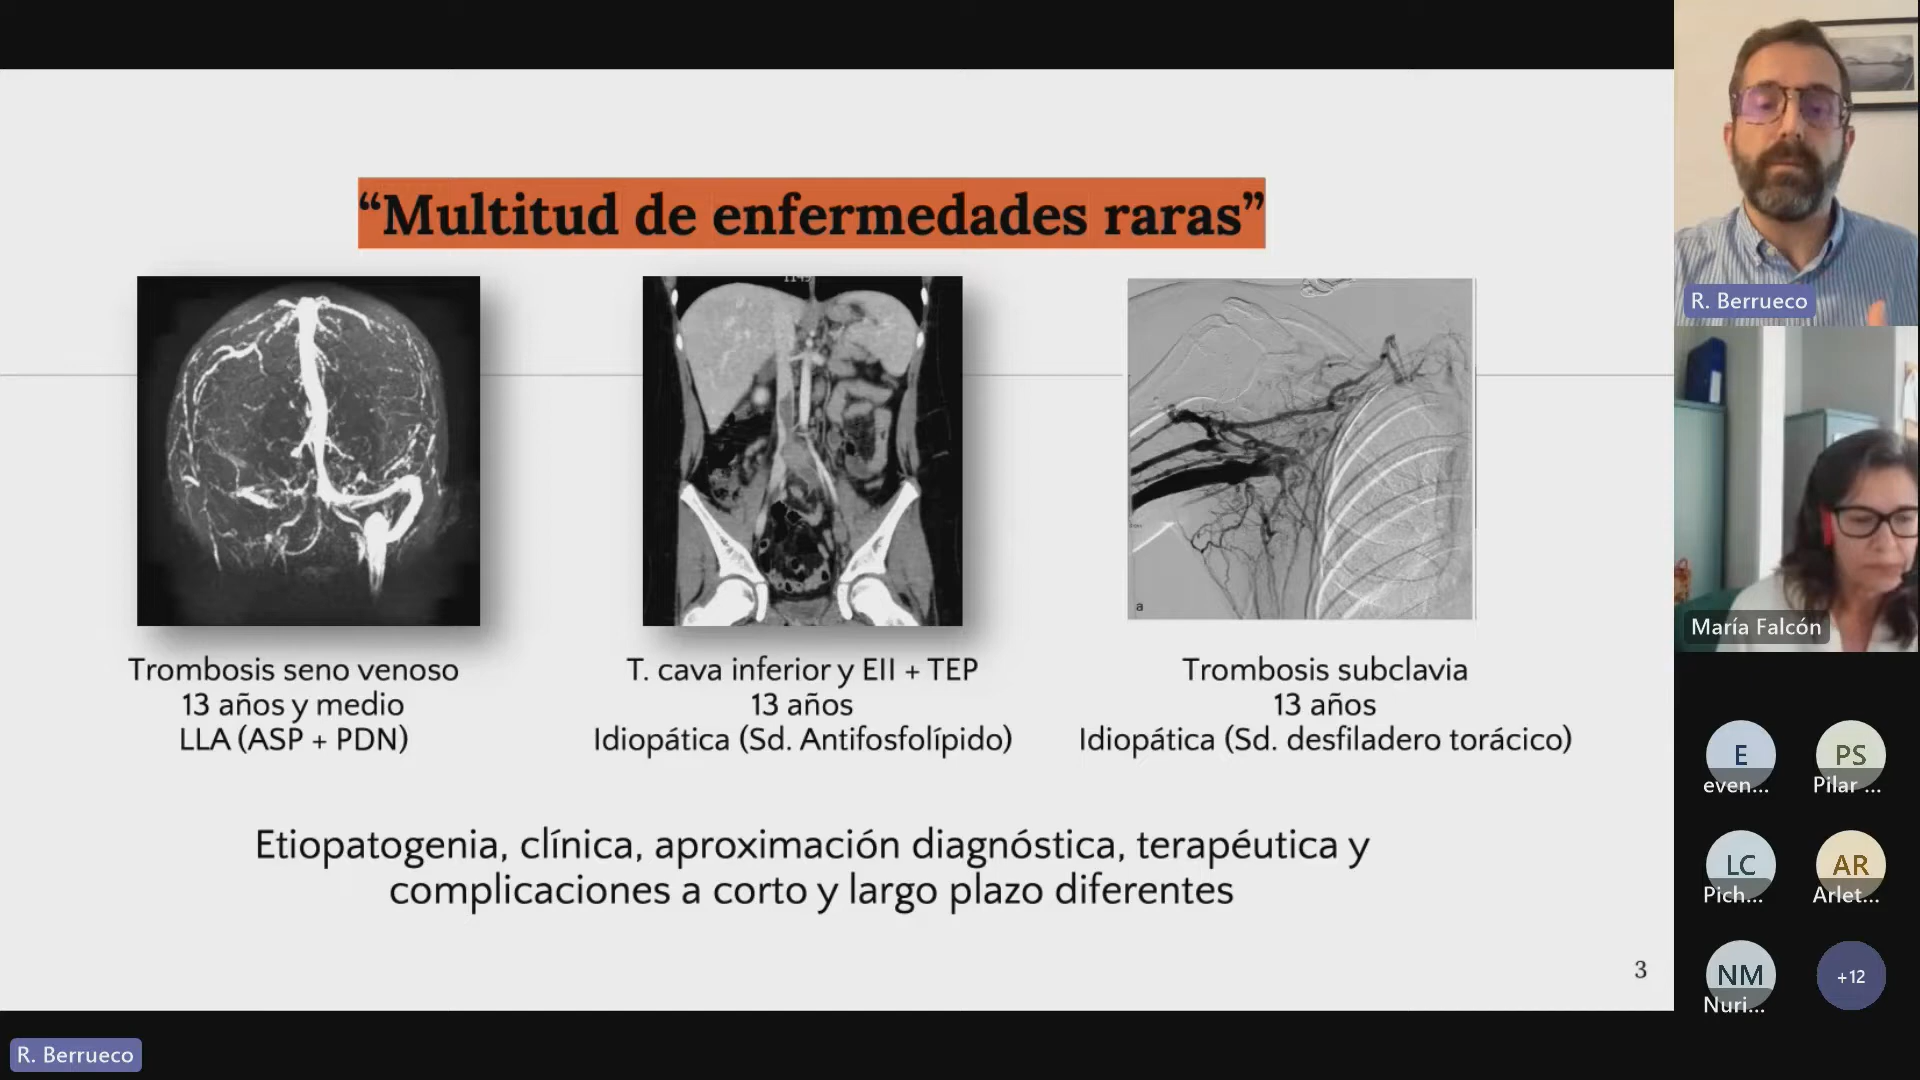 “Multitud de enfermedades raras”
a
Trombosis seno venoso
13 años y medio
LLA (ASP + PDN)
T. cava inferior y EII + TEP
13 años
Idiopática (Sd. Antifosfolípido)
Trombosis subclavia
13 años
Idiopática (Sd. desfiladero torácico)
Etiopatogenia, clínica, aproximación diagnóstica, terapéutica y
complicaciones a corto y largo plazo diferentes
3
R. Berrueco
María Falcón
E
even...
PS
Pilar ...
LC
Pich...
AR
Arlet...
NM
Nuri...
+12
R. Berrueco